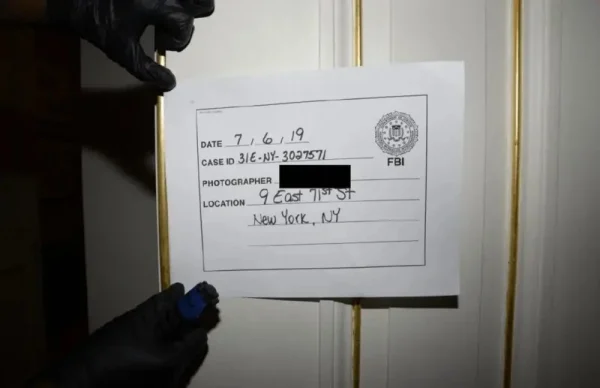 DATE 7 , 6 , 19
CASE ID 31E-NY-3027571
FBI
PHOTOGRAPHER
LOCATION 9 East 71st St
New York, NY